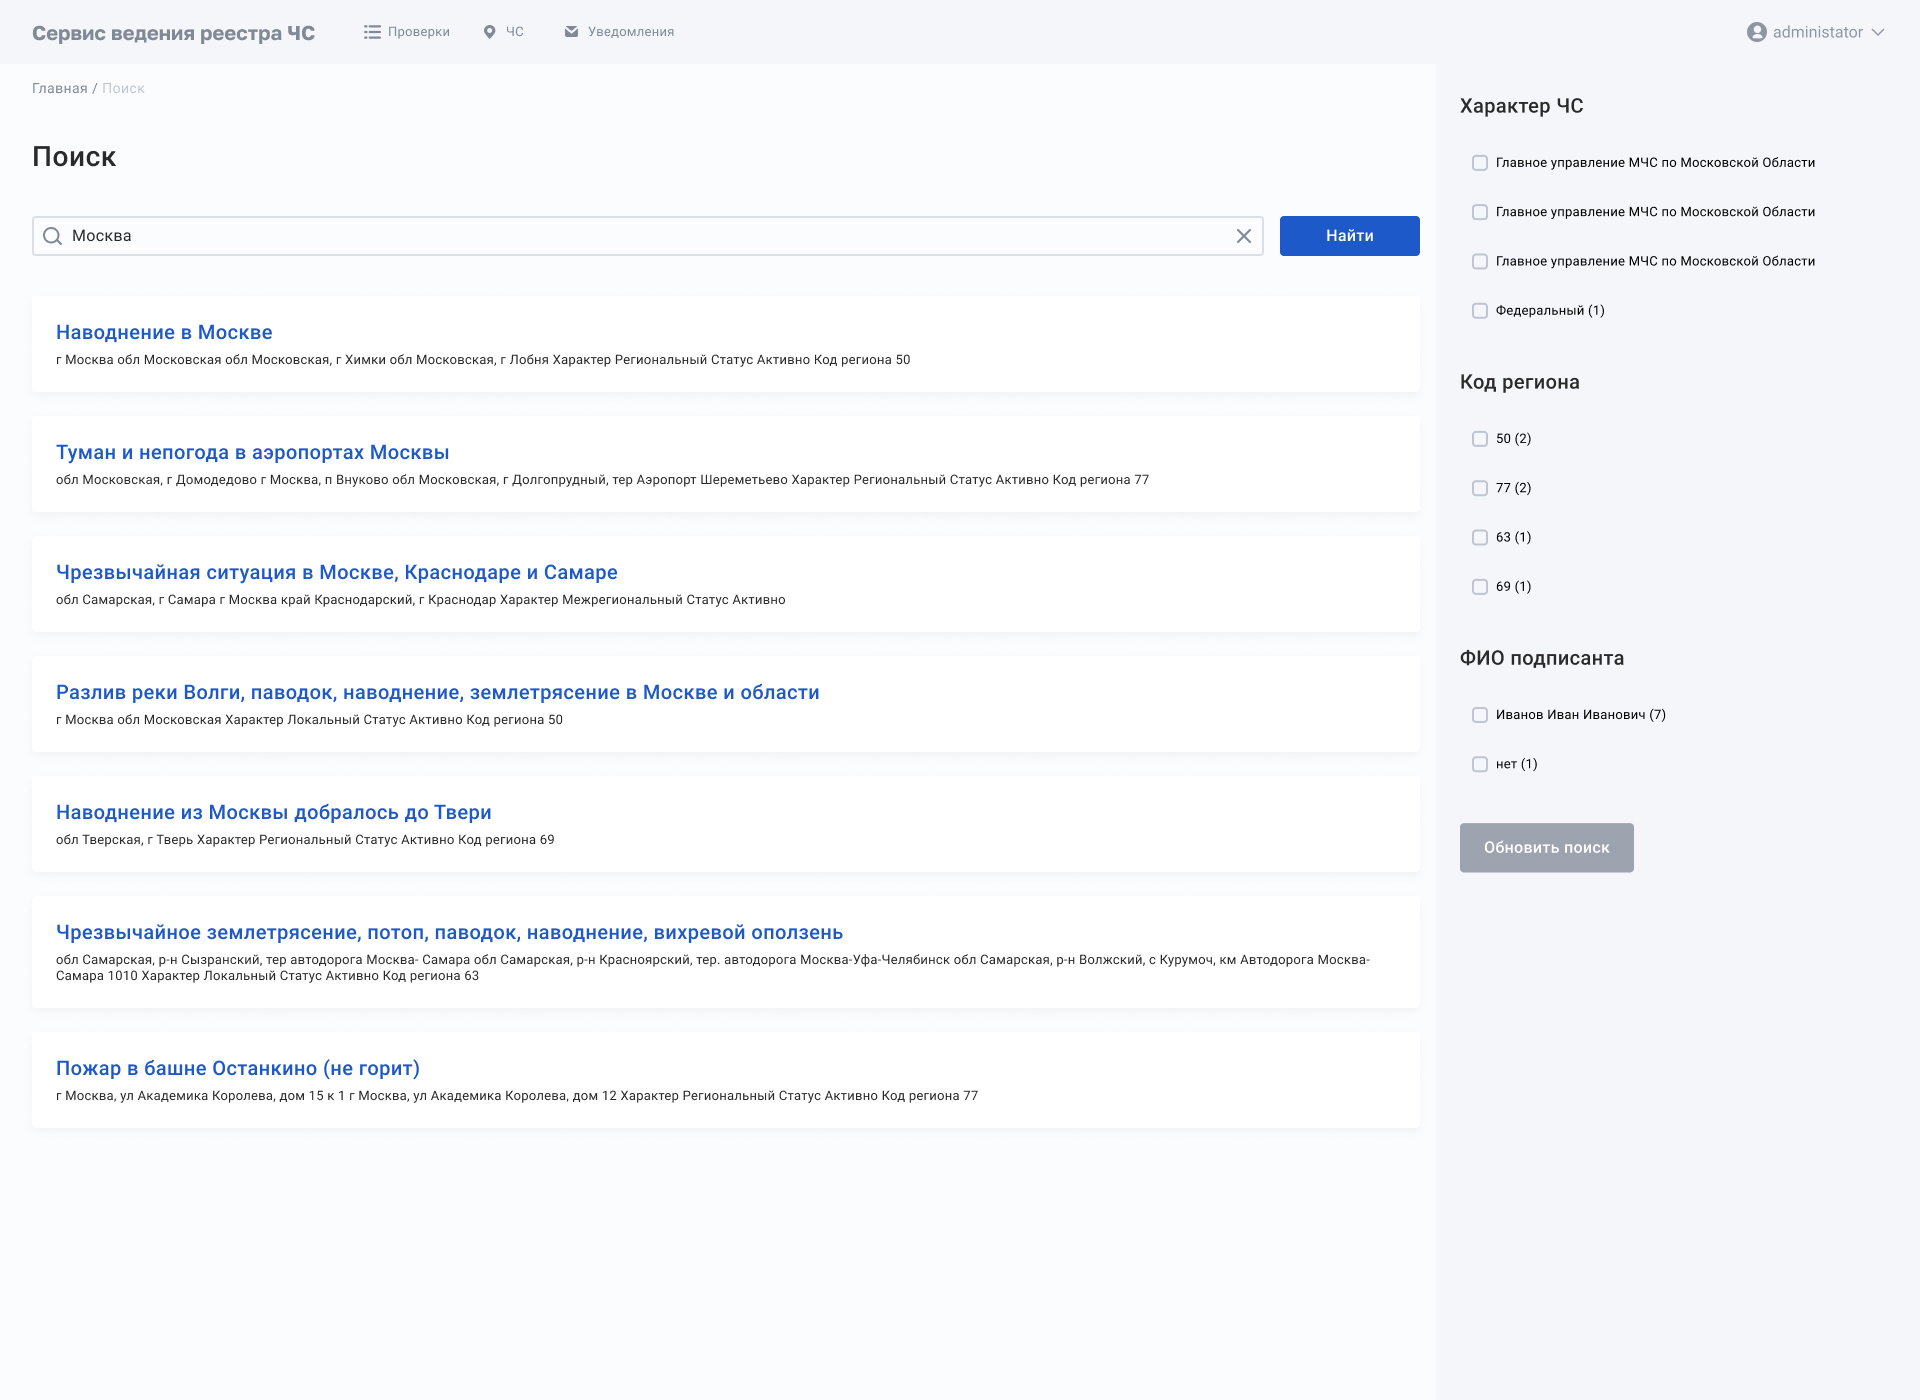 Сервис ведения реестра ЧС
Проверки
ЧС
Уведомления
administator
Главная / Поиск
Поиск
Москва
Найти
Наводнение в Москве
г Москва обл Московская обл Московская, г Химки обл Московская, г Лобня Характер Региональный Статус Активно Код региона 50
Туман и непогода в аэропортах Москвы
обл Московская, г Домодедово г Москва, п Внуково обл Московская, г Долгопрудный, тер Аэропорт Шереметьево Характер Региональный Статус Активно Код региона 77
Чрезвычайная ситуация в Москве, Краснодаре и Самаре
обл Самарская, г Самара г Москва край Краснодарский, г Краснодар Характер Межрегиональный Статус Активно
Разлив реки Волги, паводок, наводнение, землетрясение в Москве и области
г Москва обл Московская Характер Локальный Статус Активно Код региона 50
Наводнение из Москвы добралось до Твери
обл Тверская, г Тверь Характер Региональный Статус Активно Код региона 69
Чрезвычайное землетрясение, потоп, паводок, наводнение, вихревой оползень
обл Самарская, р-н Сызранский, тер автодорога Москва- Самара обл Самарская, р-н Красноярский, тер. автодорога Москва-Уфа-Челябинск обл Самарская, р-н Волжский, с Курумоч, км Автодорога Москва-
Самара 1010 Характер Локальный Статус Активно Код региона 63
Пожар в башне Останкино (не горит)
г Москва, ул Академика Королева, дом 15 к 1 г Москва, ул Академика Королева, дом 12 Характер Региональный Статус Активно Код региона 77
Характер ЧС
Главное управление МЧС по Московской Области
Главное управление МЧС по Московской Области
Главное управление МЧС по Московской Области
Федеральный (1)
Код региона
50 (2)
77 (2)
63 (1)
69 (1)
ФИО подписанта
Иванов Иван Иванович (7)
нет (1)
Обновить поиск